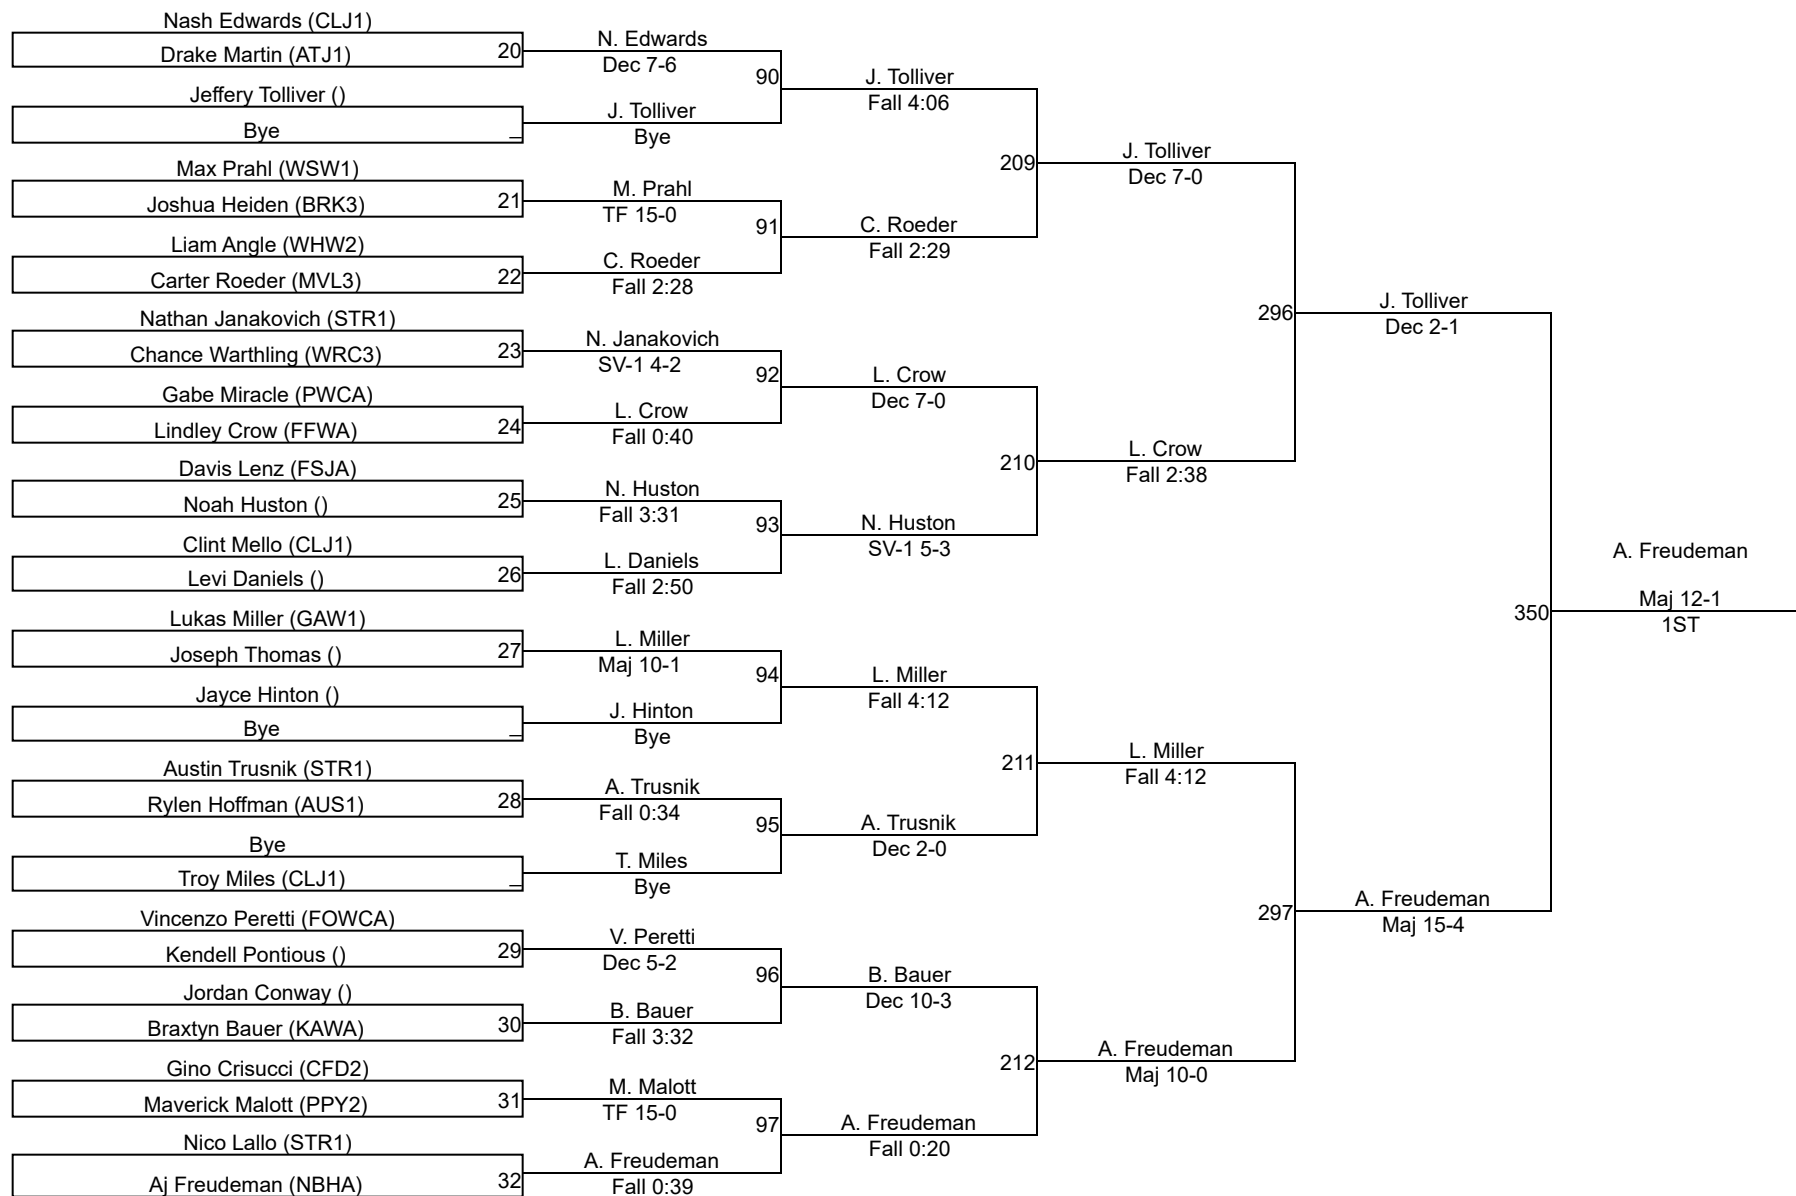 Nash Edwards (CLJ1)
Drake Martin (ATJ1)
20
Jeffery Tolliver ()
Bye
_
Max Prahl (WSW1)
Joshua Heiden (BRK3)
21
Liam Angle (WHW2)
Carter Roeder (MVL3)
22
Nathan Janakovich (STR1)
Chance Warthling (WRC3)
23
Gabe Miracle (PWCA)
Lindley Crow (FFWA)
24
Davis Lenz (FSJA)
Noah Huston ()
25
Clint Mello (CLJ1)
Levi Daniels ()
26
Lukas Miller (GAW1)
Joseph Thomas ()
27
Jayce Hinton ()
Bye
_
Austin Trusnik (STR1)
Rylen Hoffman (AUS1)
28
Bye
Troy Miles (CLJ1)
_
Vincenzo Peretti (FOWCA)
Kendell Pontious ()
29
Jordan Conway ()
Braxtyn Bauer (KAWA)
30
Gino Crisucci (CFD2)
Maverick Malott (PPY2)
31
Nico Lallo (STR1)
Aj Freudeman (NBHA)
32
N. Edwards
Dec 7-6
90
J. Tolliver
Bye
M. Prahl
TF 15-0
91
C. Roeder
Fall 2:28
N. Janakovich
SV-1 4-2
92
L. Crow
Fall 0:40
N. Huston
Fall 3:31
93
L. Daniels
Fall 2:50
L. Miller
Maj 10-1
94
J. Hinton
Bye
A. Trusnik
Fall 0:34
95
T. Miles
Bye
V. Peretti
Dec 5-2
96
B. Bauer
Fall 3:32
M. Malott
TF 15-0
97
A. Freudeman
Fall 0:39
J. Tolliver
Fall 4:06
209
C. Roeder
Fall 2:29
L. Crow
Dec 7-0
210
N. Huston
SV-1 5-3
L. Miller
Fall 4:12
211
A. Trusnik
Dec 2-0
B. Bauer
Dec 10-3
212
A. Freudeman
Fall 0:20
J. Tolliver
Dec 7-0
296
L. Crow
Fall 2:38
L. Miller
Fall 4:12
297
A. Freudeman
Maj 10-0
J. Tolliver
Dec 2-1
350
A. Freudeman
Maj 15-4
A. Freudeman
Maj 12-1
1ST